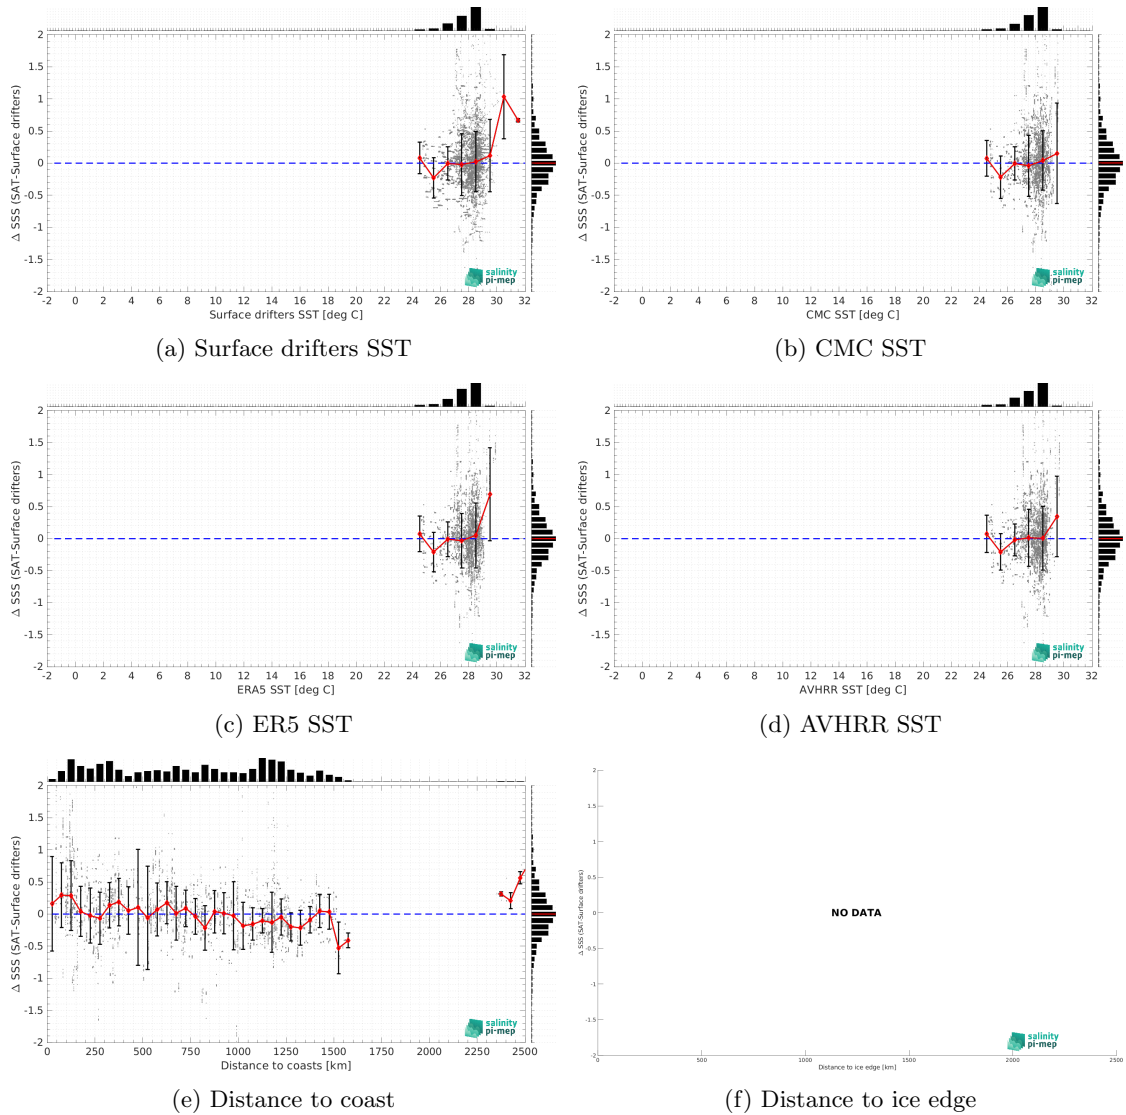 2
1.5
1
0.5
0
-0.5
-1
-1.5
-2
Δ SSS (SAT-Surface drifters)
-2 0 2 4 6 8 10 12 14 16 18 20 22 24 26 28 30 32
Surface drifters SST [deg C]
salinity
pi-mep
(a) Surface drifters SST
2
1.5
1
0.5
0
-0.5
-1
-1.5
-2
Δ SSS (SAT-Surface drifters)
-2 0 2 4 6 8 10 12 14 16 18 20 22 24 26 28 30 32
CMC SST [deg C]
salinity
pi-mep
(b) CMC SST
2
1.5
1
0.5
0
-0.5
-1
-1.5
-2
Δ SSS (SAT-Surface drifters)
-2 0 2 4 6 8 10 12 14 16 18 20 22 24 26 28 30 32
ERA5 SST [deg C]
salinity
pi-mep
(c) ER5 SST
2
1.5
1
0.5
0
-0.5
-1
-1.5
-2
Δ SSS (SAT-Surface drifters)
-2 0 2 4 6 8 10 12 14 16 18 20 22 24 26 28 30 32
AVHRR SST [deg C]
salinity
pi-mep
(d) AVHRR SST
2
1.5
1
0.5
0
-0.5
-1
-1.5
-2
Δ SSS (SAT-Surface drifters)
0 250 500 750 1000 1250 1500 1750 2000 2250 2500
Distance to coasts [km]
salinity
pi-mep
(e) Distance to coast
2
1.5
1
0.5
0
-0.5
-1
-1.5
-2
Δ SSS (SAT-Surface drifters)
NO DATA
0 500 1000 1500 2000 2500
Distance to ice edge [km]
salinity
pi-mep
(f) Distance to ice edge